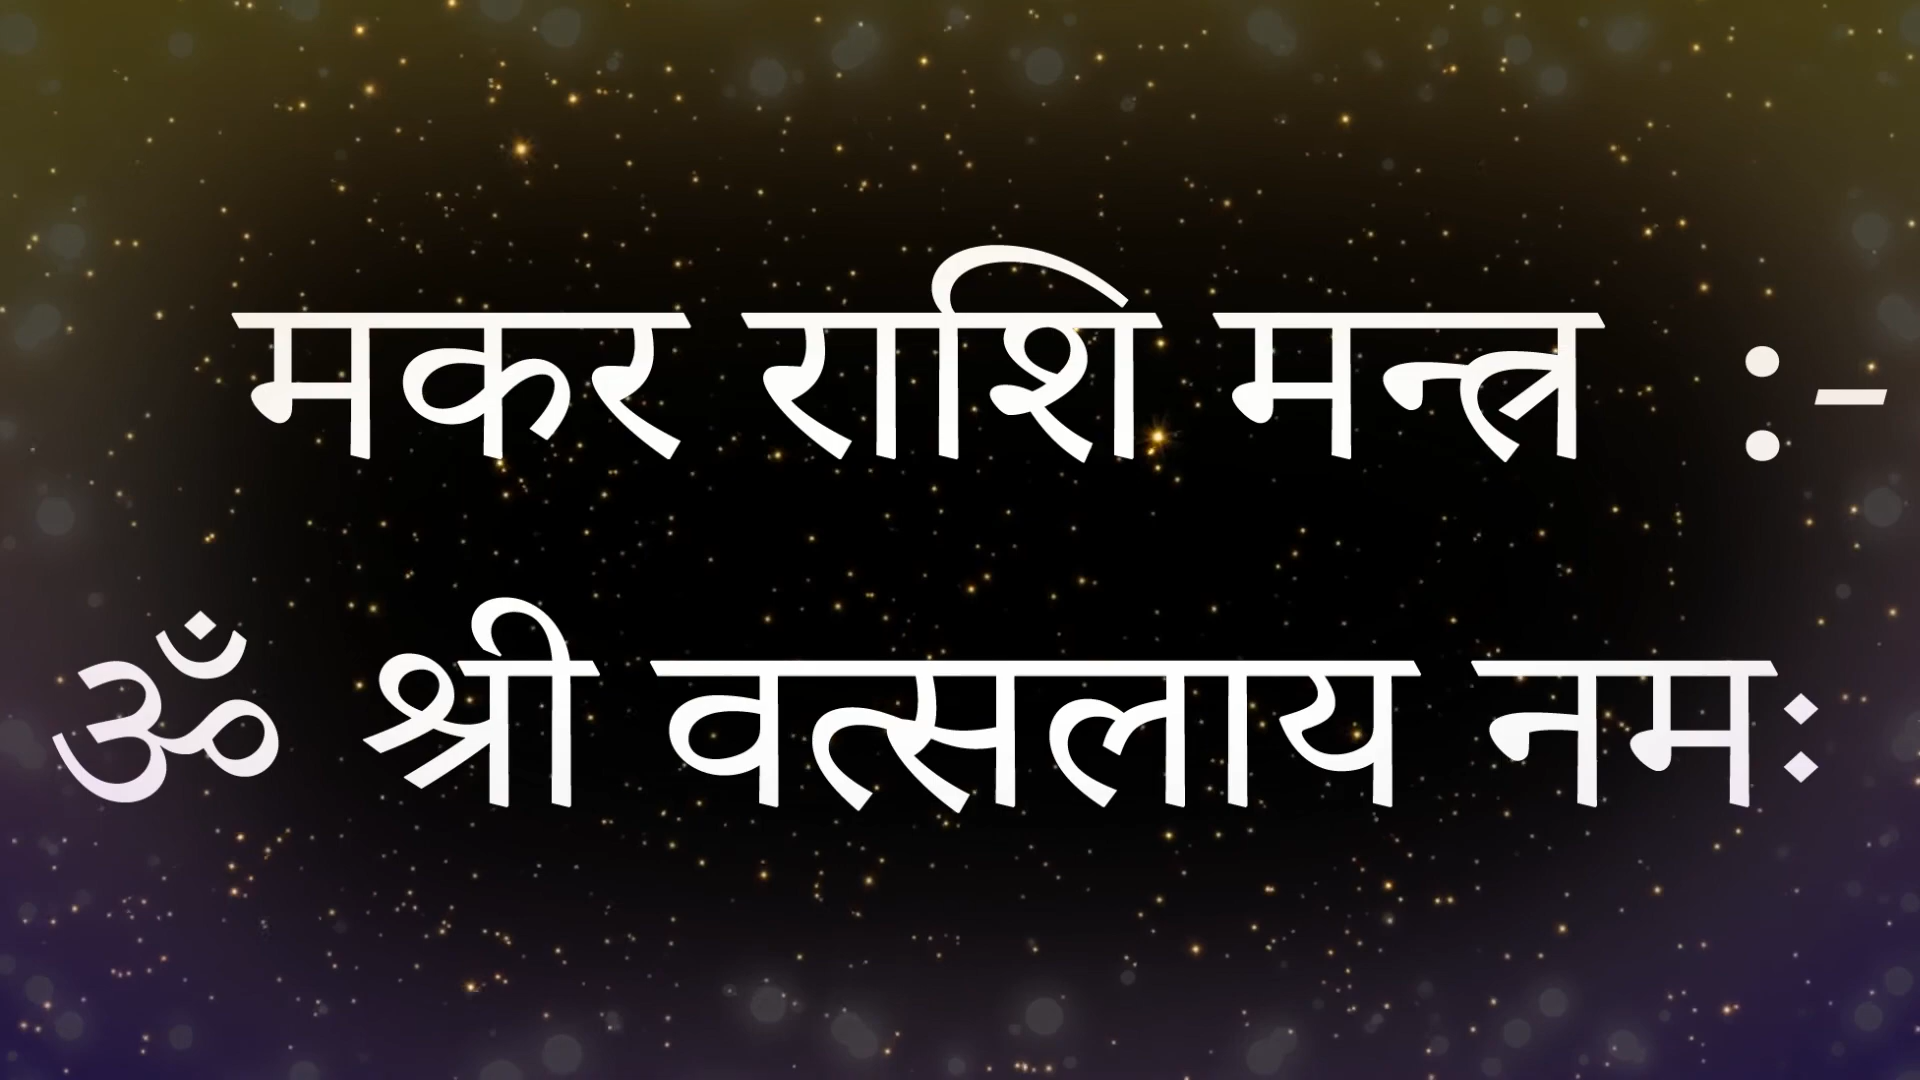 मकर राशि मन्त्र :-
ॐ श्री वत्सलाय नमः